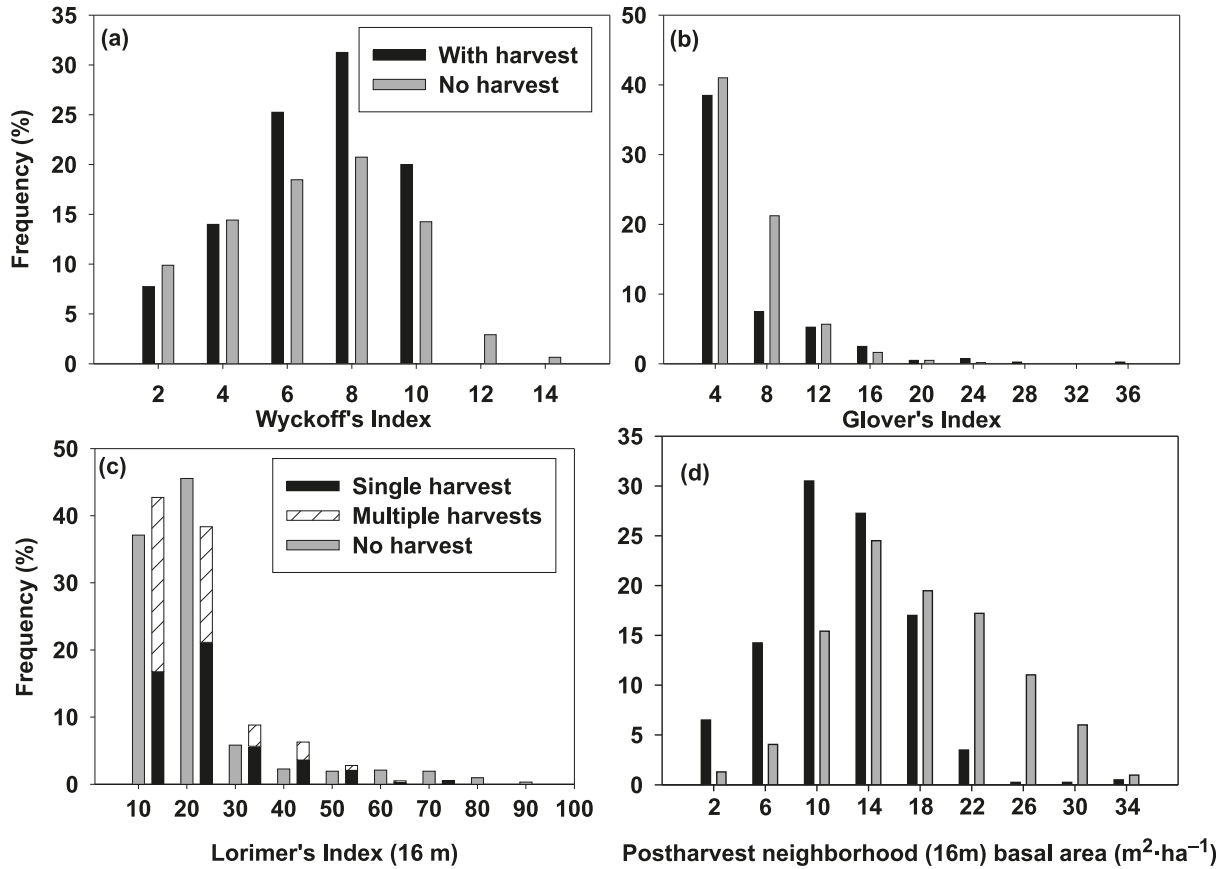 (a)
With harvest
No harvest
Frequency (%)
35
30
25
20
15
10
5
0
2 4 6 8 10 12 14
Wyckoff's Index
(b)
50
40
30
20
10
0
4 8 12 16 20 24 28 32 36
Glover's Index
(c)
Single harvest
Multiple harvests
No harvest
Frequency (%)
50
40
30
20
10
0
10 20 30 40 50 60 70 80 90 100
Lorimer's Index (16 m)
(d)
35
30
25
20
15
10
5
0
2 6 10 14 18 22 26 30 34
Postharvest neighborhood (16m) basal area (m²·ha⁻¹)